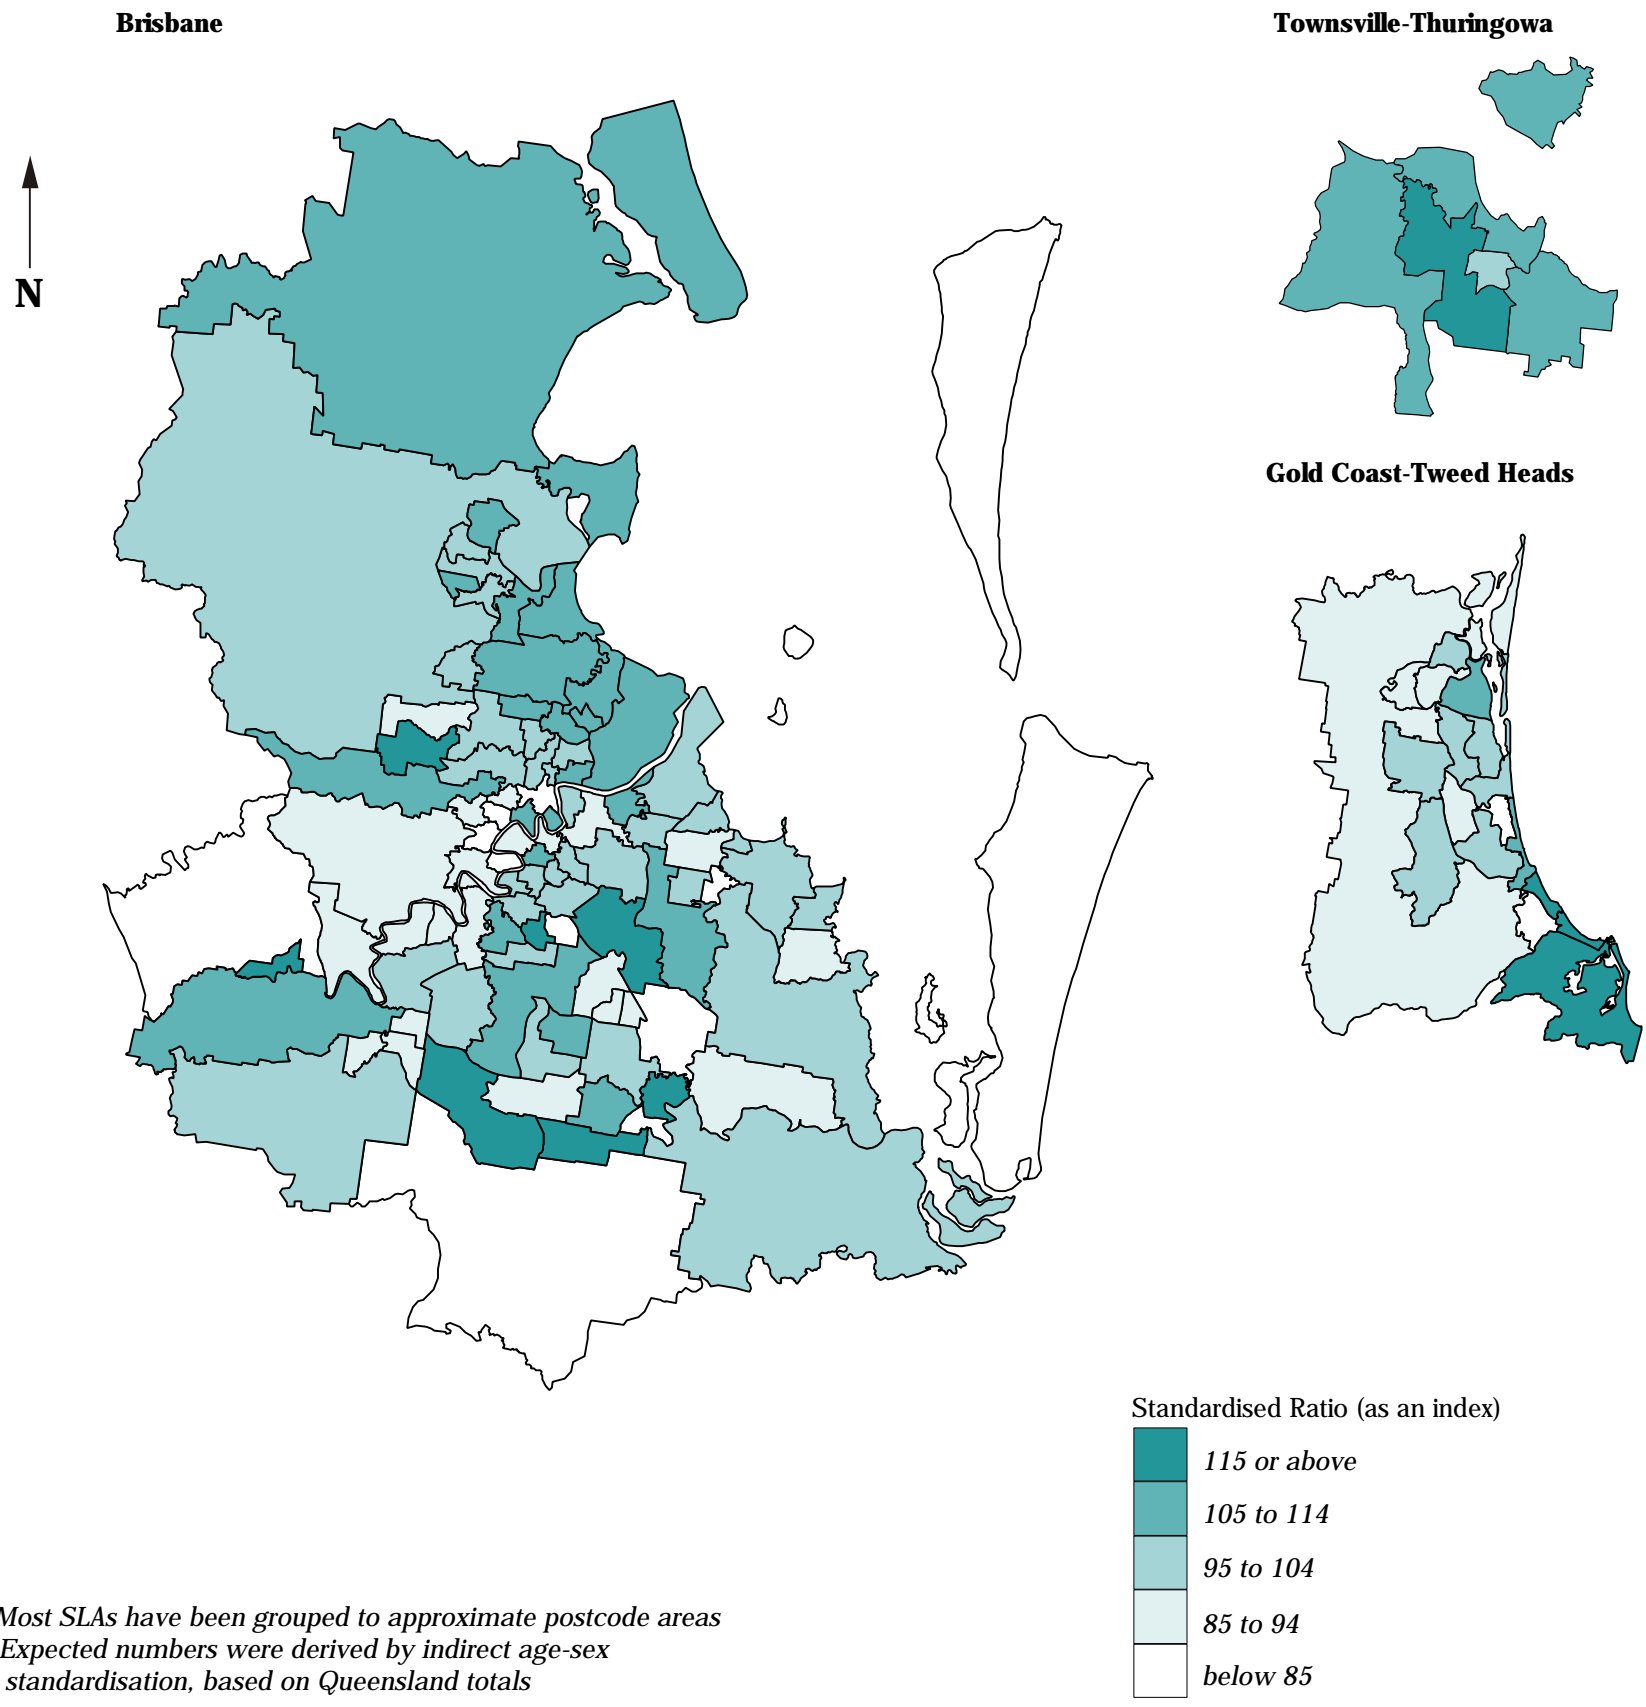 Brisbane
Townsville-Thuringowa
N
Gold Coast-Tweed Heads
Standardised Ratio (as an index)
115 or above
105 to 114
95 to 104
85 to 94
below 85
Most SLAs have been grouped to approximate postcode areas
Expected numbers were derived by indirect age-sex
standardisation, based on Queensland totals